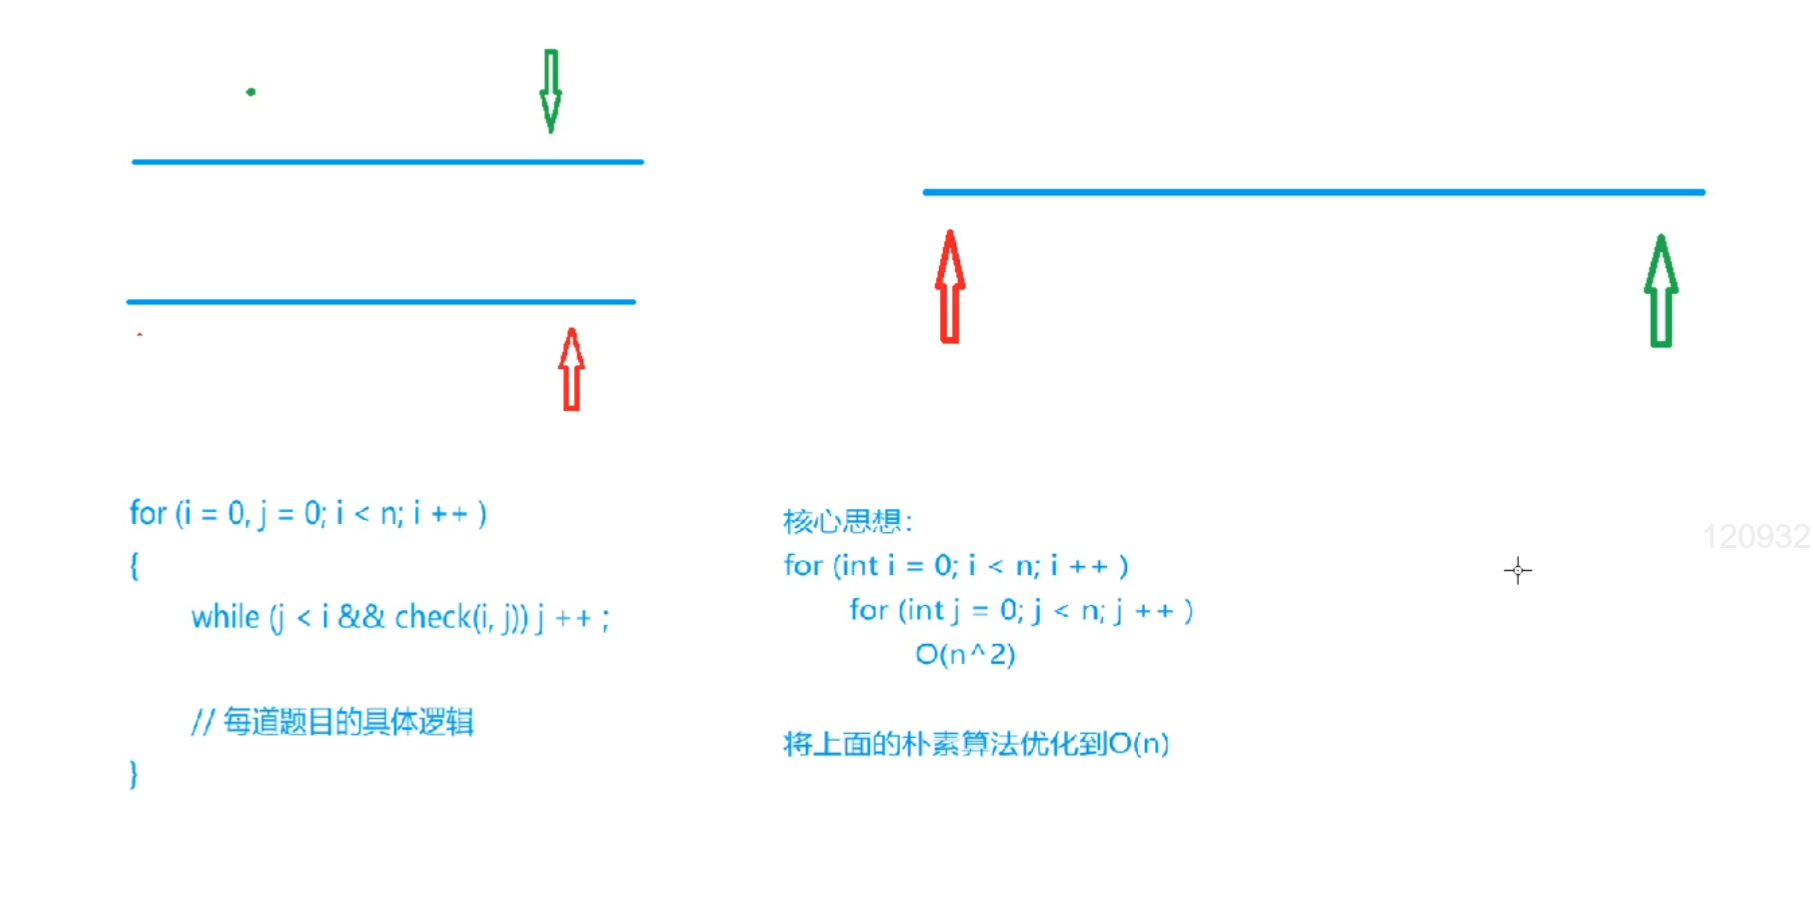 for (i = 0, j = 0; i < n; i ++ )
{
while (j < i && check(i, j)) j ++ ;
// 每道题目的具体逻辑
}
核心思想：
for (int i = 0; i < n; i ++ )
for (int j = 0; j < n; j ++ )
O(n^2)
将上面的朴素算法优化到O(n)
120932